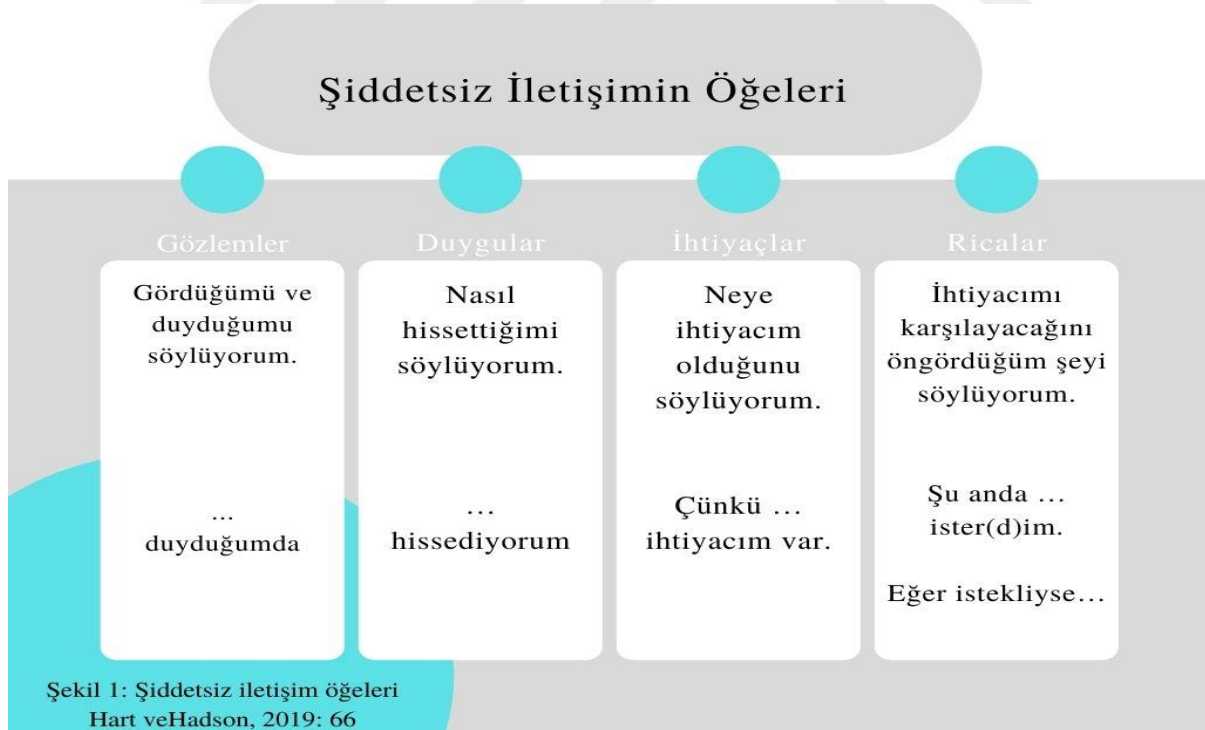 Şiddetsiz İletişimin Öğeleri
Gözlemler
Gördüğümü ve
duyduğumu
söylüyorum.
...
duyduğumda
Duygular
Nasıl
hissettiğimi
söylüyorum.
...
hissediyorum
İhtiyaçlar
Neye
ihtiyacım
olduğunu
söylüyorum.
Çünkü ...
ihtiyacım var.
Ricalar
İhtiyacımı
karşılayacağını
öngördüğüm şeyi
söylüyorum.
Şu anda ...
ister(d)im.
Eğer istekliyse...
Şekil 1: Şiddetsiz iletişim öğeleri
Hart veHadson, 2019: 66